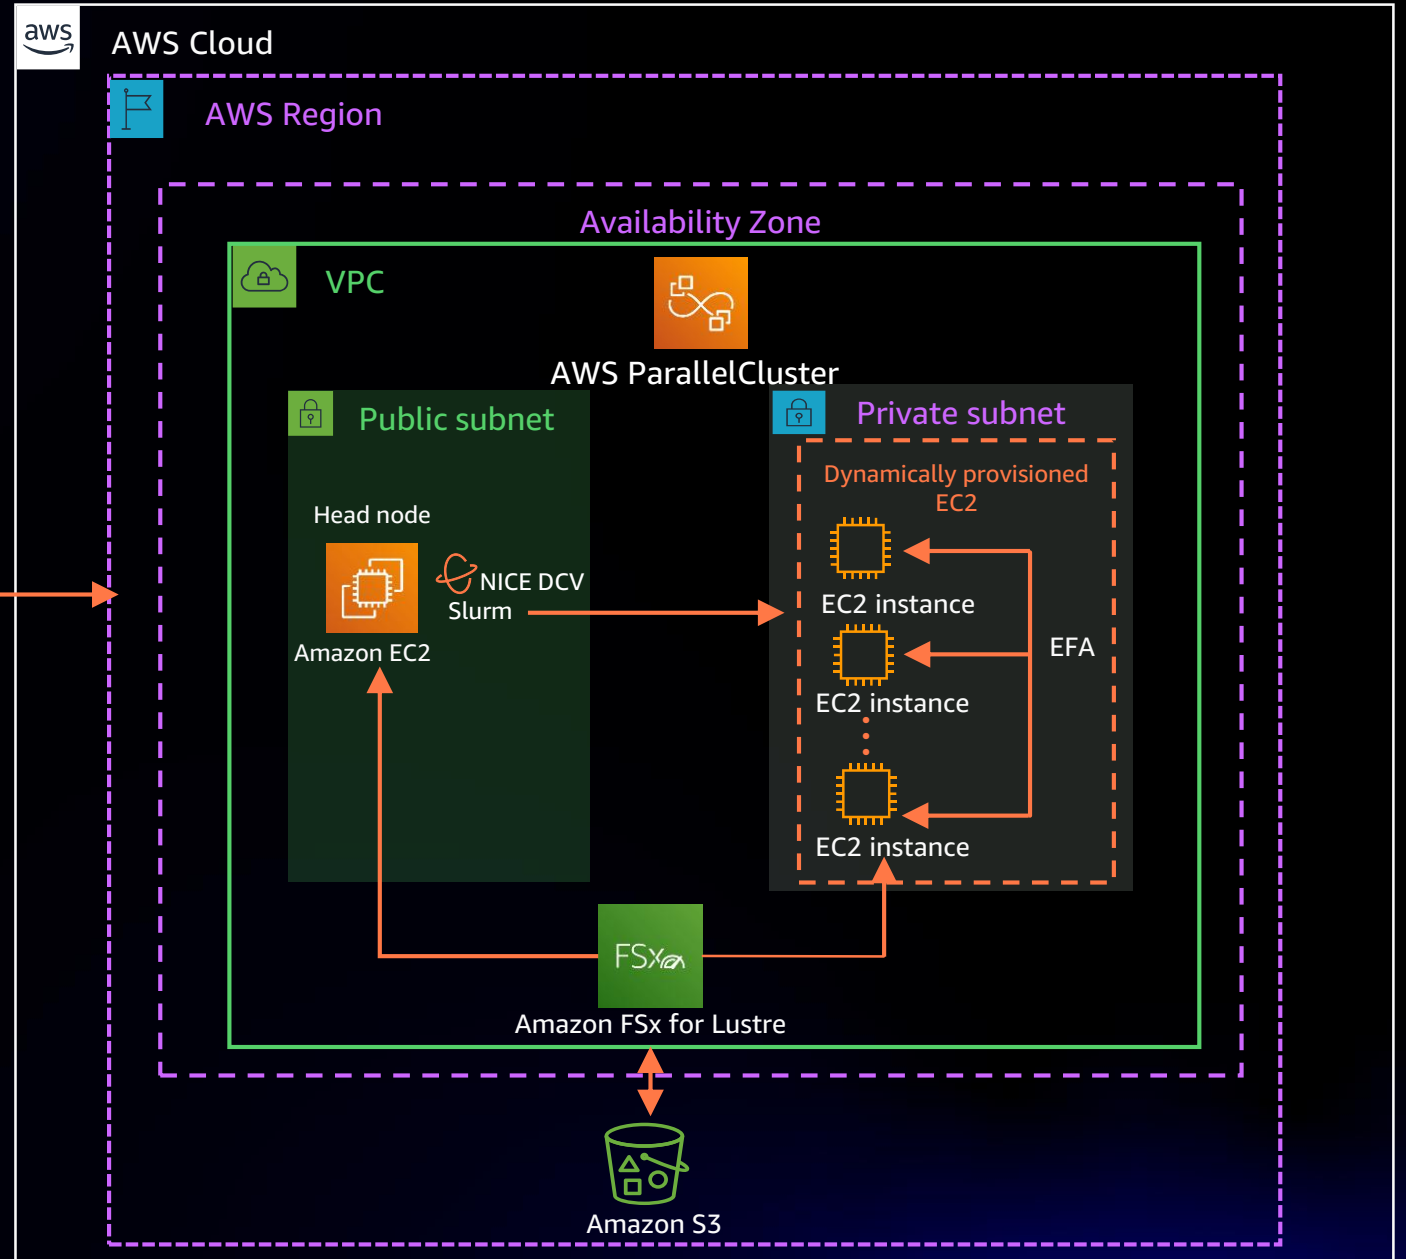 aws
AWS Cloud
AWS Region
Availability Zone
VPC
AWS ParallelCluster
Public subnet
Private subnet
Dynamically provisioned
EC2
Head node
NICE DCV
Slurm
Amazon EC2
EC2 instance
EFA
EC2 instance
EC2 instance
FSx
Amazon FSx for Lustre
Amazon S3